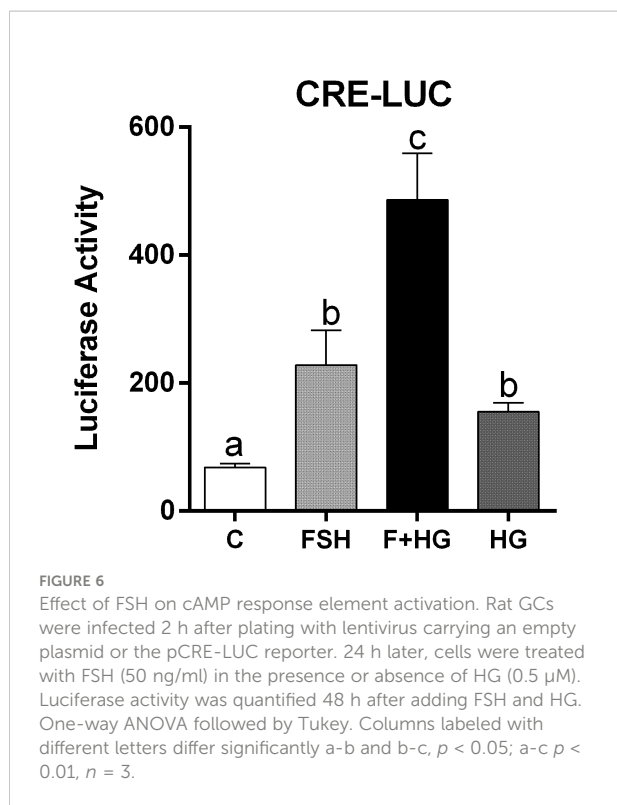 CRE-LUC
600
400
200
0
Luciferase Activity
a
b
c
b
C FSH F+HG HG
FIGURE 6
Effect of FSH on cAMP response element activation. Rat GCs
were infected 2 h after plating with lentivirus carrying an empty
plasmid or the pCRE-LUC reporter. 24 h later, cells were treated
with FSH (50 ng/ml) in the presence or absence of HG (0.5 µM).
Luciferase activity was quantified 48 h after adding FSH and HG.
One-way ANOVA followed by Tukey. Columns labeled with
different letters differ significantly a-b and b-c, p < 0.05; a-c p <
0.01, n = 3.